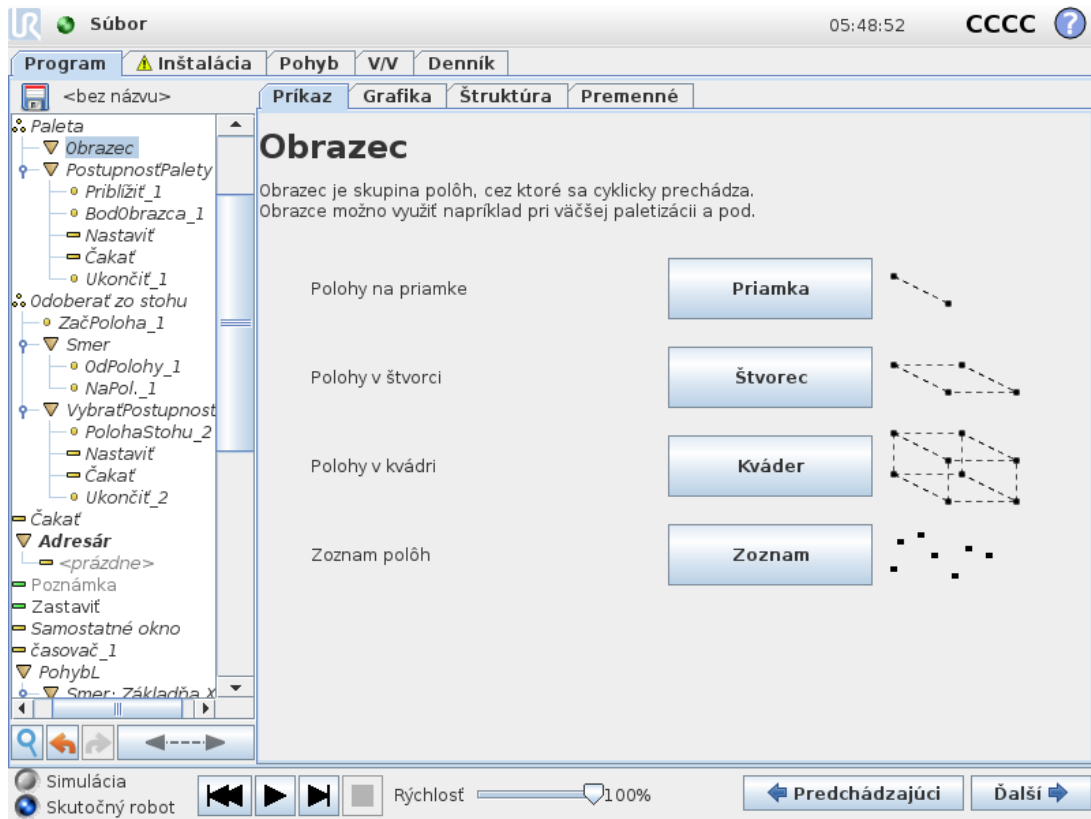 Súbor
05:48:52
CCCC
?
Program
Inštalácia
Pohyb
V/V
Denník
<bez názvu>
Príkaz
Grafika
Štruktúra
Premenné
Paleta
Obrazec
PostupnosťPalety
Priblížiť_1
BodObrazca_1
Nastaviť
Čakať
Ukončiť_1
Odoberať zo stohu
ZačPoloha_1
Smer
OdPolohy_1
NaPol._1
VybraťPostupnosť
PolohaStohu_2
Nastaviť
Čakať
Ukončiť_2
Čakať
Adresár
<prázdne>
Poznámka
Zastaviť
Samostatné okno
časovač_1
PohybL
Smer: Základňa X
Obrazec
Obrazec je skupina polôh, cez ktoré sa cyklicky prechádza.
Obrazce možno využiť napríklad pri väčšej paletizácii a pod.
Polohy na priamke
Priamka
Polohy v štvorci
Štvorec
Polohy v kvádri
Kváder
Zoznam polôh
Zoznam
Simulácia
Skutočný robot
Rýchlosť
100%
Predchádzajúci
Ďalší